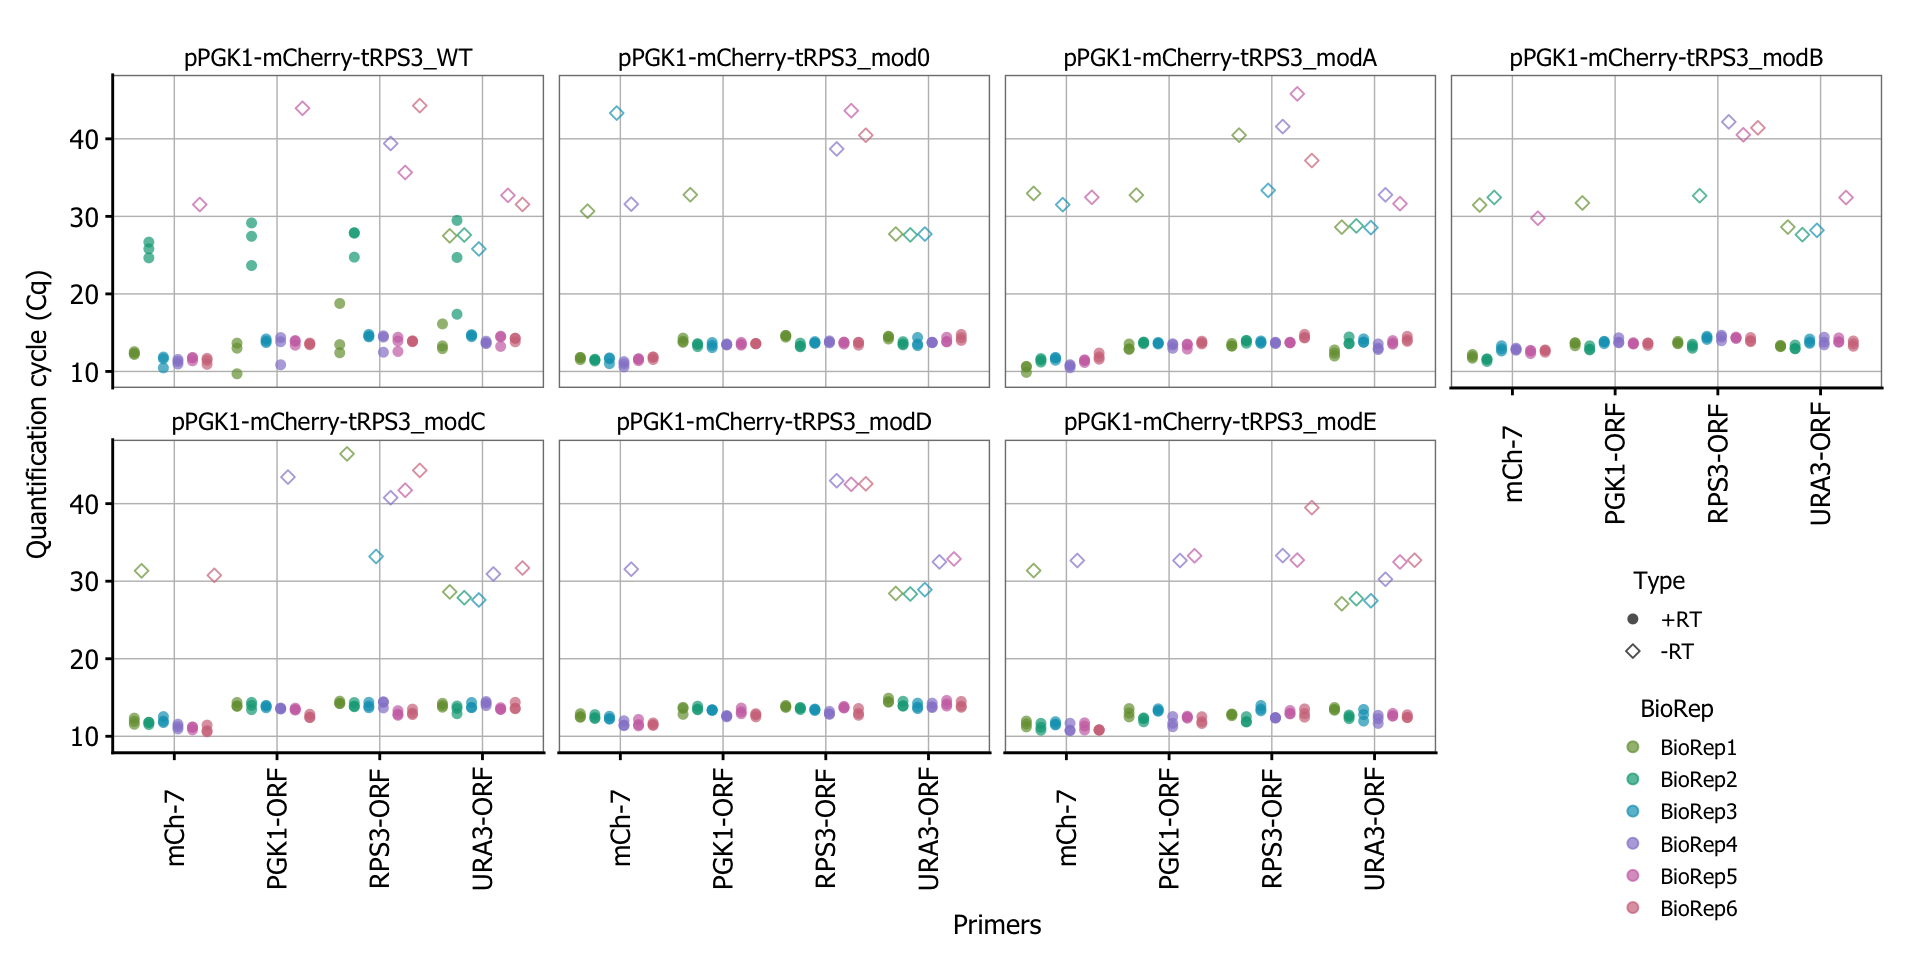 pPGK1-mCherry-tRPS3_WT
pPGK1-mCherry-tRPS3_mod0
pPGK1-mCherry-tRPS3_modA
pPGK1-mCherry-tRPS3_modB
40
30
20
10
mCh-7
PGK1-ORF
RPS3-ORF
URA3-ORF
Quantification cycle (Cq)
pPGK1-mCherry-tRPS3_modC
pPGK1-mCherry-tRPS3_modD
pPGK1-mCherry-tRPS3_modE
40
30
20
10
mCh-7
PGK1-ORF
RPS3-ORF
URA3-ORF
mCh-7
PGK1-ORF
RPS3-ORF
URA3-ORF
mCh-7
PGK1-ORF
RPS3-ORF
URA3-ORF
Primers
Type
+RT
-RT
BioRep
BioRep1
BioRep2
BioRep3
BioRep4
BioRep5
BioRep6